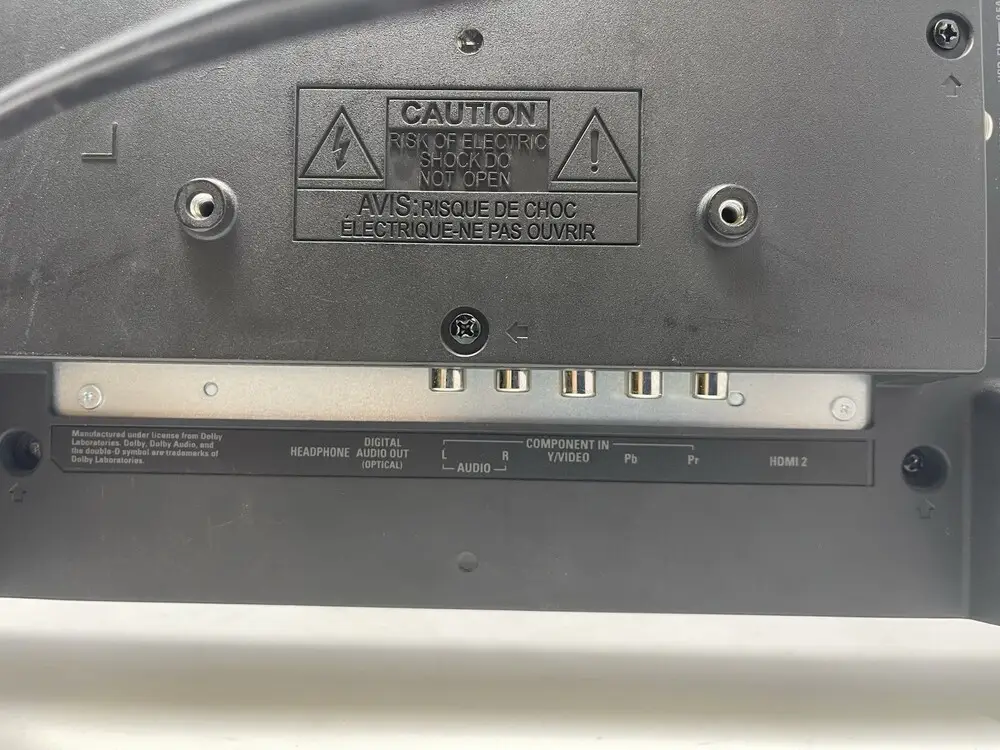 CAUTION
RISK OF ELECTRIC
SHOCK DO
NOT OPEN
AVIS: RISQUE DE CHOC
ÉLECTRIQUE-NE PAS OUVRIR
Manufactured under license from Dolby
Laboratories. Dolby, Dolby Audio, and
the double-D symbol are trademarks of
Dolby Laboratories.
HEADPHONE
DIGITAL
AUDIO OUT
(OPTICAL)
COMPONENT IN
L R Y/VIDEO Pb Pr
AUDIO
HDMI 2